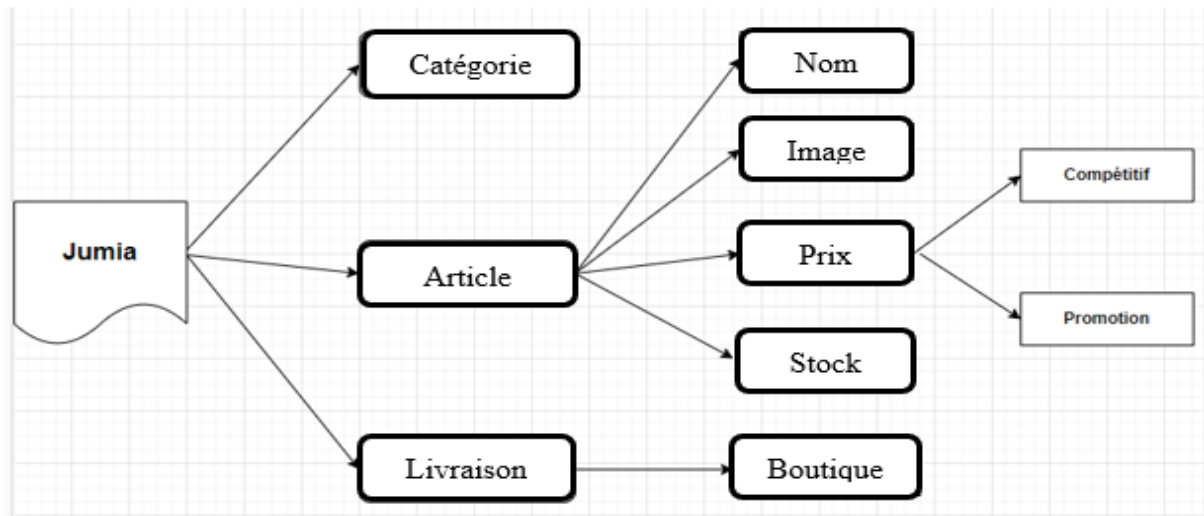 Catégorie
Nom
Image
Compétitif
Jumia
Article
Prix
Promotion
Stock
Livraison
Boutique